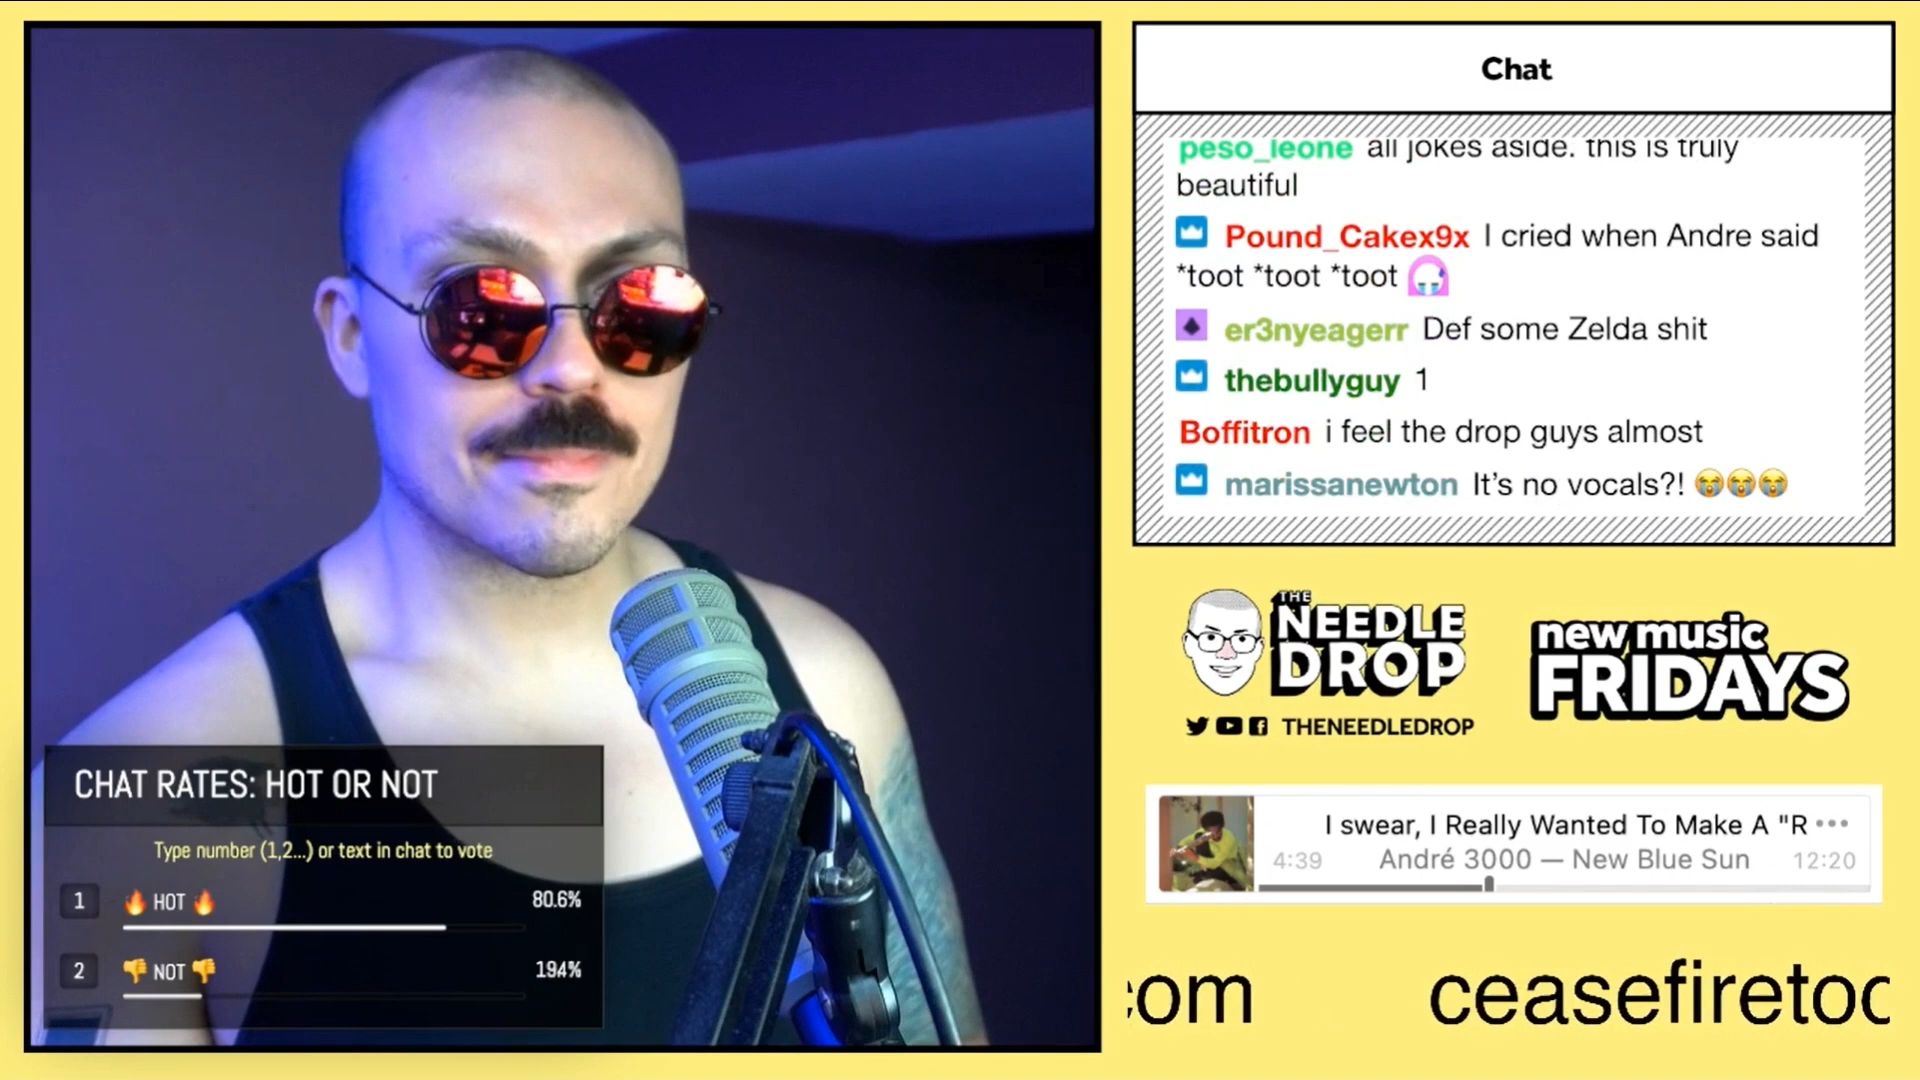 Chat
peso_leone all jokes aside. this is truly
beautiful
Pound_Cakex9x I cried when Andre said
*toot *toot *toot
er3nyeagerr Def some Zelda shit
thebullyguy 1
Boffitron i feel the drop guys almost
marissanewton It's no vocals?! 😭😭😭
THE
NEEDLE
DROP
THENEEDLEDROP
new music
FRIDAYS
I swear, I Really Wanted To Make A "R •••
4:39 André 3000 — New Blue Sun 12:20
com ceasefiretoc
CHAT RATES: HOT OR NOT
Type number (1,2...) or text in chat to vote
1 🔥 HOT 🔥 80.6%
2 👎 NOT 👎 19.4%